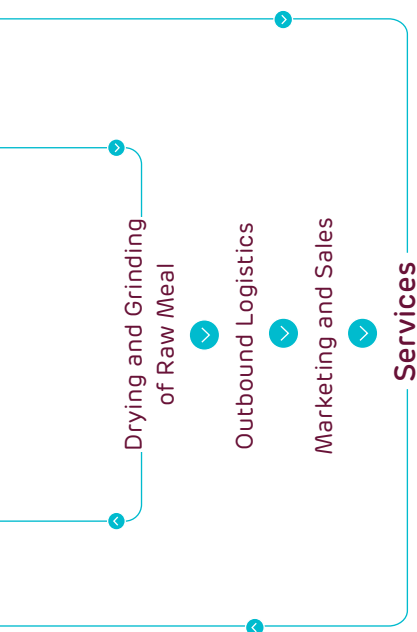 Drying and Grinding
of Raw Meal
Outbound Logistics
Marketing and Sales
Services